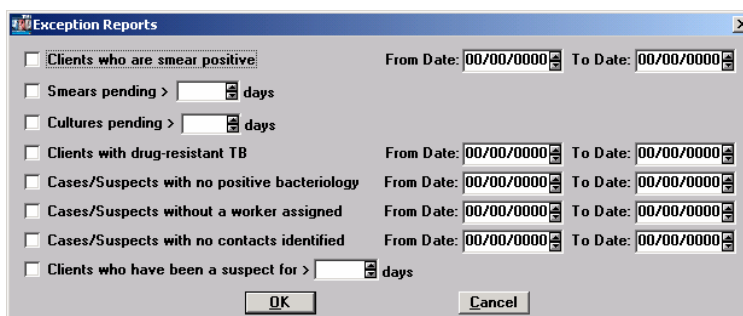 Exception Reports
Clients who are smear positive From Date: 00/00/0000 To Date: 00/00/0000
Smears pending > days
Cultures pending > days
Clients with drug-resistant TB From Date: 00/00/0000 To Date: 00/00/0000
Cases/Suspects with no positive bacteriology From Date: 00/00/0000 To Date: 00/00/0000
Cases/Suspects without a worker assigned From Date: 00/00/0000 To Date: 00/00/0000
Cases/Suspects with no contacts identified From Date: 00/00/0000 To Date: 00/00/0000
Clients who have been a suspect for > days
OK Cancel